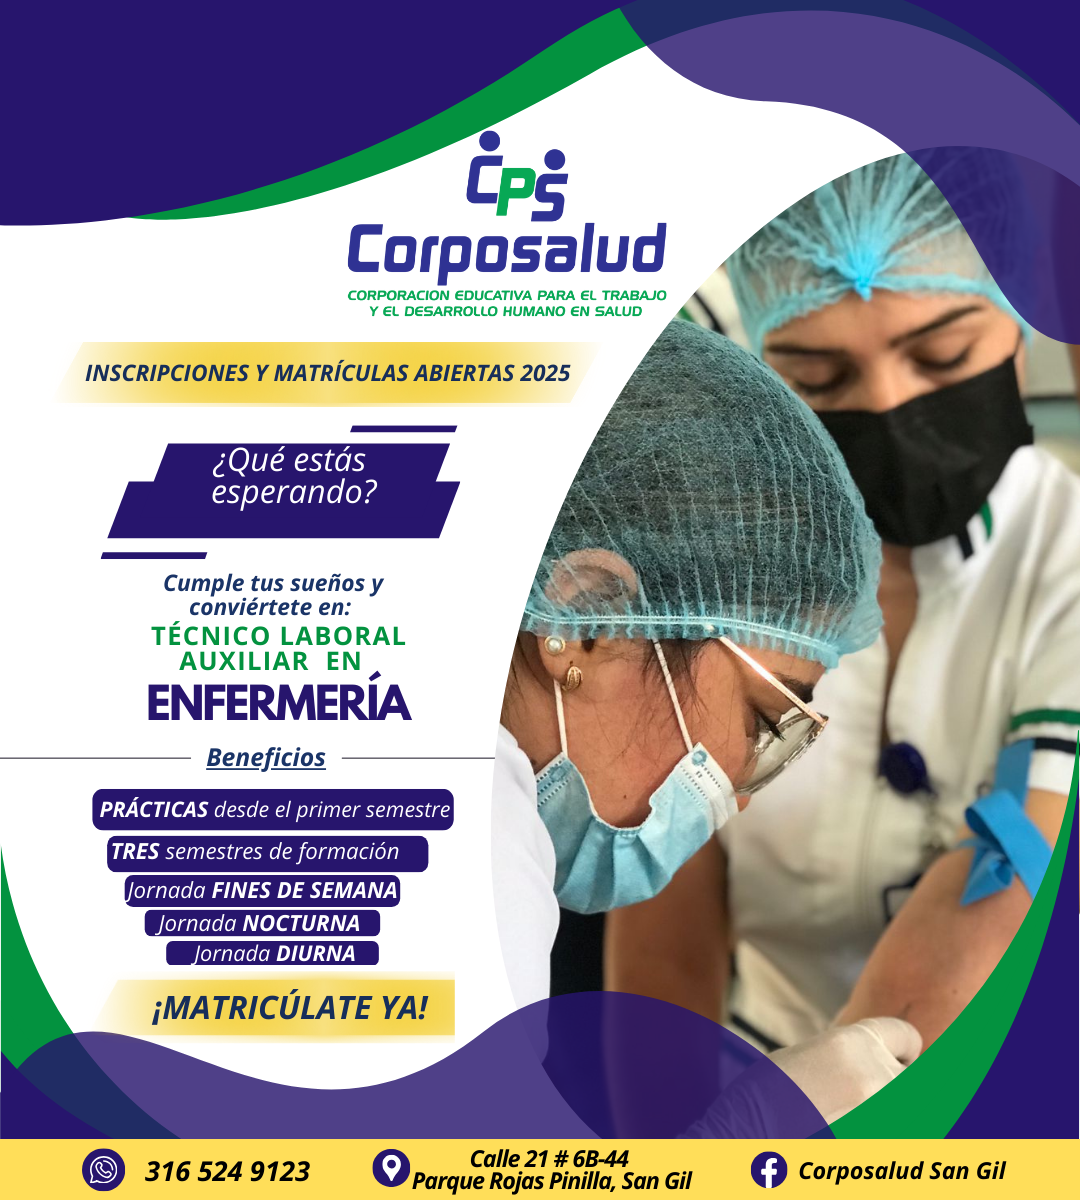 CPS
Corposalud
CORPORACION EDUCATIVA PARA EL TRABAJO
Y EL DESARROLLO HUMANO EN SALUD
INSCRIPCIONES Y MATRÍCULAS ABIERTAS 2025
¿Qué estás
esperando?
Cumple tus sueños y
conviértete en:
TÉCNICO LABORAL
AUXILIAR EN
ENFERMERÍA
Beneficios
PRÁCTICAS desde el primer semestre
TRES semestres de formación
Jornada FINES DE SEMANA
Jornada NOCTURNA
Jornada DIURNA
¡MATRICÚLATE YA!
316 524 9123
Calle 21 # 6B-44
Parque Rojas Pinilla, San Gil
Corposalud San Gil